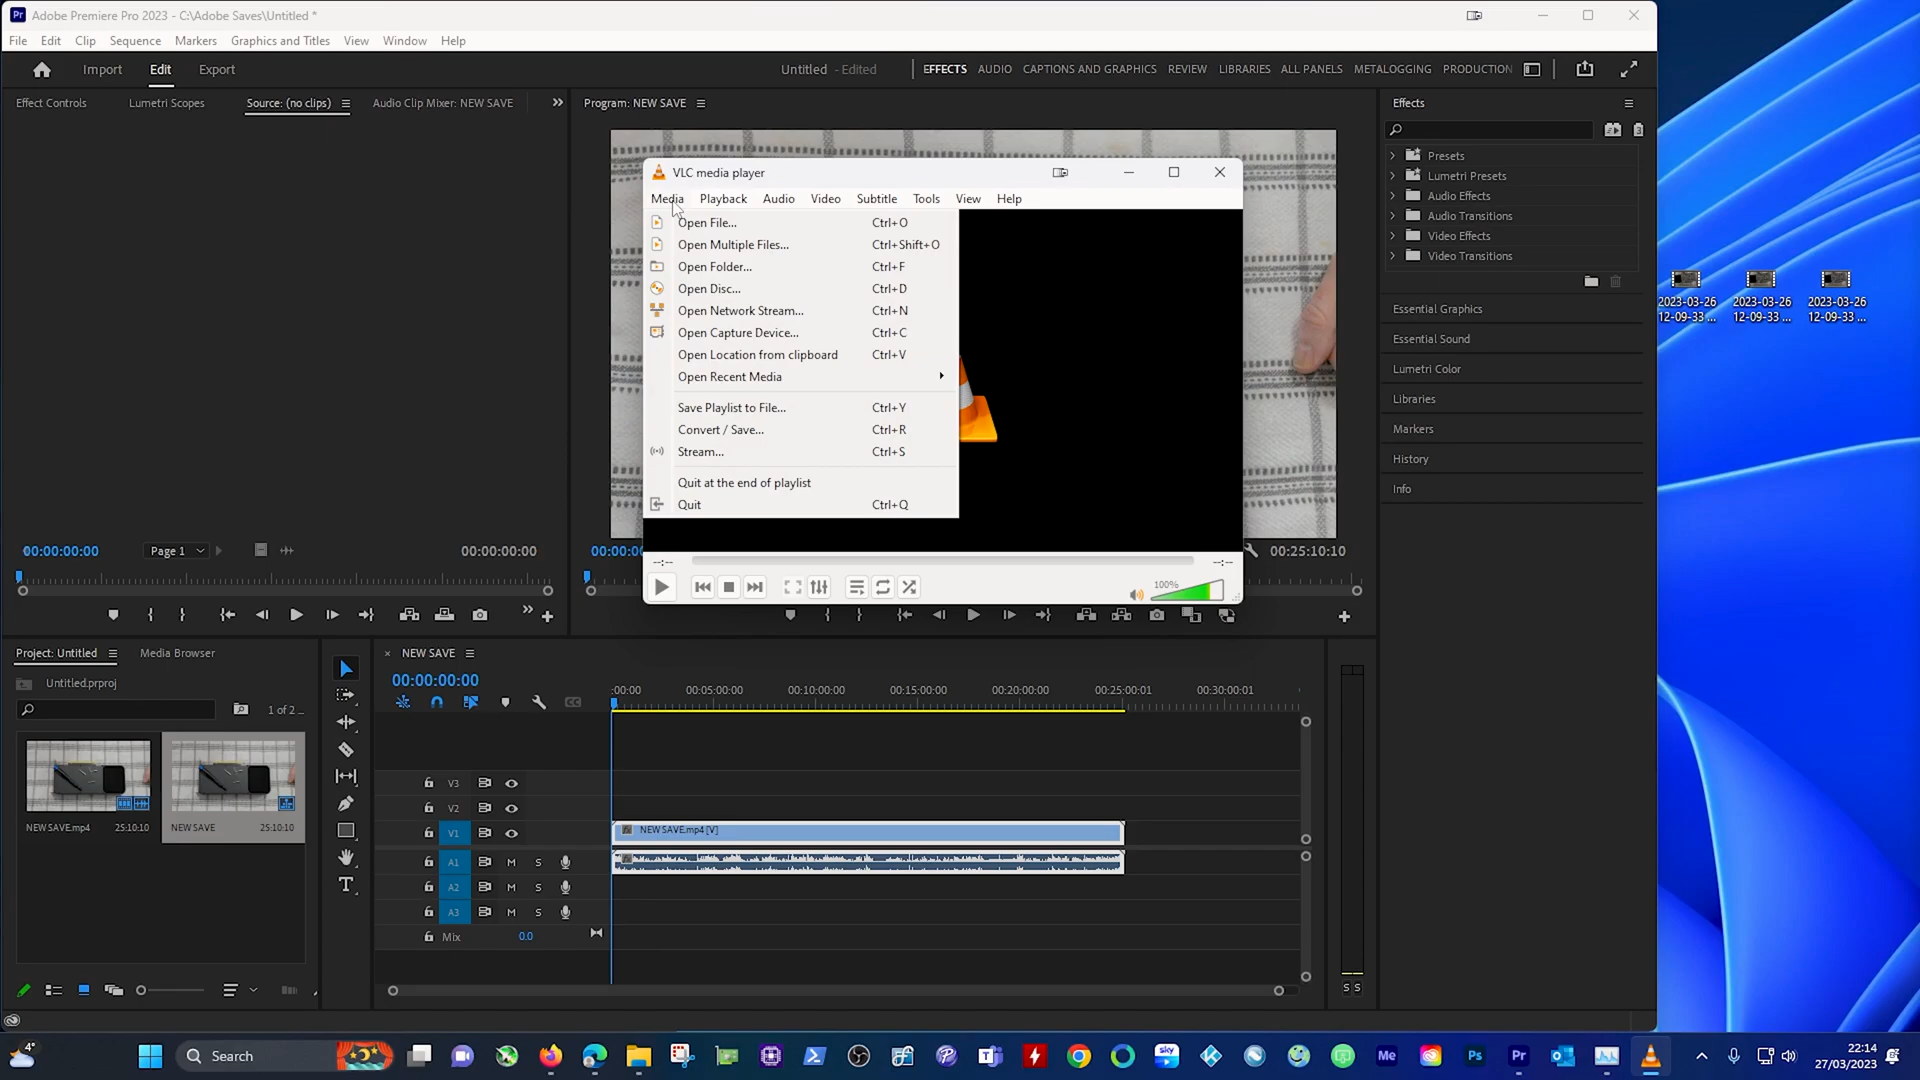 Adobe Premiere Pro 2023 - C:\Adobe Saves\Untitled *
File Edit Clip Sequence Markers Graphics and Titles View Window Help
Import Edit Export
Untitled - Edited
EFFECTS AUDIO CAPTIONS AND GRAPHICS REVIEW LIBRARIES ALL PANELS METALOGGING PRODUCTION
Effect Controls Lumetri Scopes Source: (no clips) Audio Clip Mixer: NEW SAVE
Program: NEW SAVE
Effects
Presets
Lumetri Presets
Audio Effects
Audio Transitions
Video Effects
Video Transitions
Essential Graphics
Essential Sound
Lumetri Color
Libraries
Markers
History
Info
VLC media player
Media Playback Audio Video Subtitle Tools View Help
Open File... Ctrl+O
Open Multiple Files... Ctrl+Shift+O
Open Folder... Ctrl+F
Open Disc... Ctrl+D
Open Network Stream... Ctrl+N
Open Capture Device... Ctrl+C
Open Location from clipboard Ctrl+V
Open Recent Media
Save Playlist to File... Ctrl+Y
Convert / Save... Ctrl+R
Stream... Ctrl+S
Quit at the end of playlist
Quit Ctrl+Q
--:-- --:--
100%
2023-03-26 12-09-33 ...
2023-03-26 12-09-33 ...
2023-03-26 12-09-33 ...
00:00:00:00 Page 1 00:00:00:00
00:00:0 00:25:10:10
Project: Untitled Media Browser
Untitled.prproj
1 of 2 ...
NEW SAVE.mp4 25:10:10
NEW SAVE 25:10:10
NEW SAVE
00:00:00:00
:00:00 00:05:00:00 00:10:00:00 00:15:00:00 00:20:00:00 00:25:00:01 00:30:00:01
V3
V2
V1 NEW SAVE.mp4 [V]
A1 M S
A2 M S
A3 M S
Mix 0.0
S S
4°
Search
22:14
27/03/2023